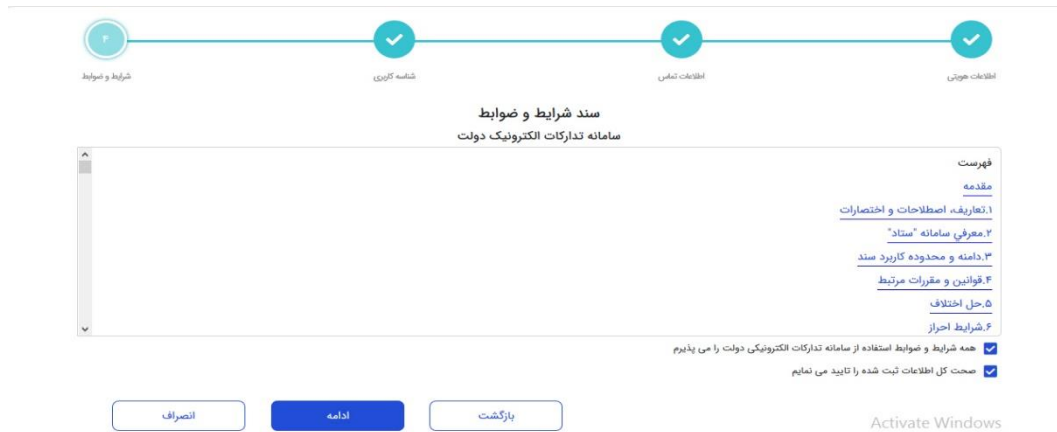 ۴
اطلاعات هویتی
اطلاعات تماس
شناسه کاربری
شرایط و ضوابط
سند شرایط و ضوابط
سامانه تدارکات الکترونیک دولت
فهرست
مقدمه
۱.تعاریف، اصطلاحات و اختصارات
۲.معرفي سامانه "ستاد"
۳.دامنه و محدوده کاربرد سند
۴.قوانین و مقررات مرتبط
۵.حل اختلاف
۶.شرایط احراز
همه شرایط و ضوابط استفاده از سامانه تدارکات الکترونیکی دولت را می پذیرم
صحت کل اطلاعات ثبت شده را تایید می نمایم
بازگشت
ادامه
انصراف
Activate Windows